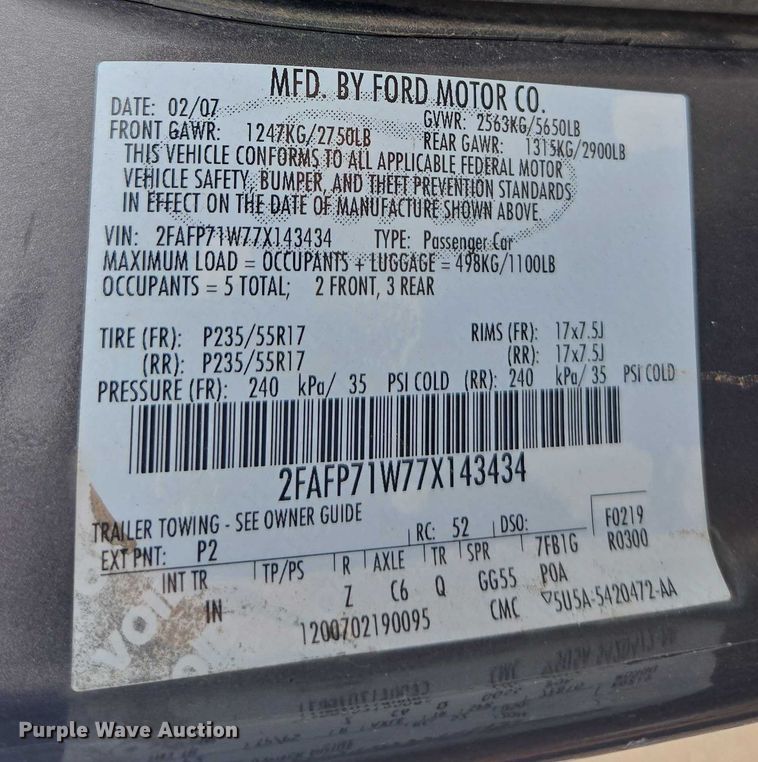 MFD. BY FORD MOTOR CO.
DATE: 02/07 GVWR: 2563KG/5650LB
FRONT GAWR: 1247KG/2750LB REAR GAWR: 1315KG/2900LB
THIS VEHICLE CONFORMS TO ALL APPLICABLE FEDERAL MOTOR
VEHICLE SAFETY, BUMPER, AND THEFT PREVENTION STANDARDS
IN EFFECT ON THE DATE OF MANUFACTURE SHOWN ABOVE.
VIN: 2FAFP71W77X143434 TYPE: Passenger Car
MAXIMUM LOAD = OCCUPANTS + LUGGAGE = 498KG/1100LB
OCCUPANTS = 5 TOTAL; 2 FRONT, 3 REAR
TIRE (FR): P235/55R17 RIMS (FR): 17x7.5J
(RR): P235/55R17 (RR): 17x7.5J
PRESSURE (FR): 240 kPa/ 35 PSI COLD (RR): 240 kPa/ 35 PSI COLD
2FAFP71W77X143434
TRAILER TOWING - SEE OWNER GUIDE
EXT PNT: P2 RC: 52 DSO: F0219
INT TR TP/PS R AXLE TR SPR 7FB1G R0300
IN Z C6 Q GG55 POA
1200702190095 CMC ▽5U5A-5420472-AA
VOI
Purple Wave Auction